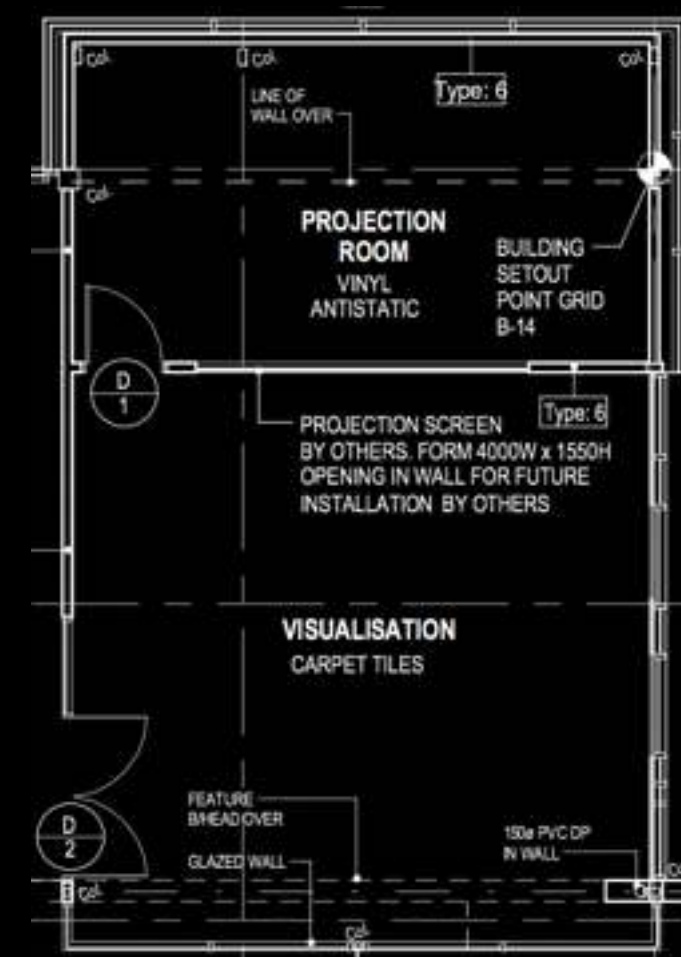 Col.
Col.
Col.
Type: 6
LINE OF
WALL OVER
Col.
PROJECTION
ROOM
VINYL
ANTISTATIC
BUILDING
SETOUT
POINT GRID
B-14
D
1
Type: 6
PROJECTION SCREEN
BY OTHERS. FORM 4000W x 1550H
OPENING IN WALL FOR FUTURE
INSTALLATION BY OTHERS
VISUALISATION
CARPET TILES
FEATURE
B/HEAD OVER
D
2
150ø PVC DP
IN WALL
GLAZED WALL
Col.
Col.